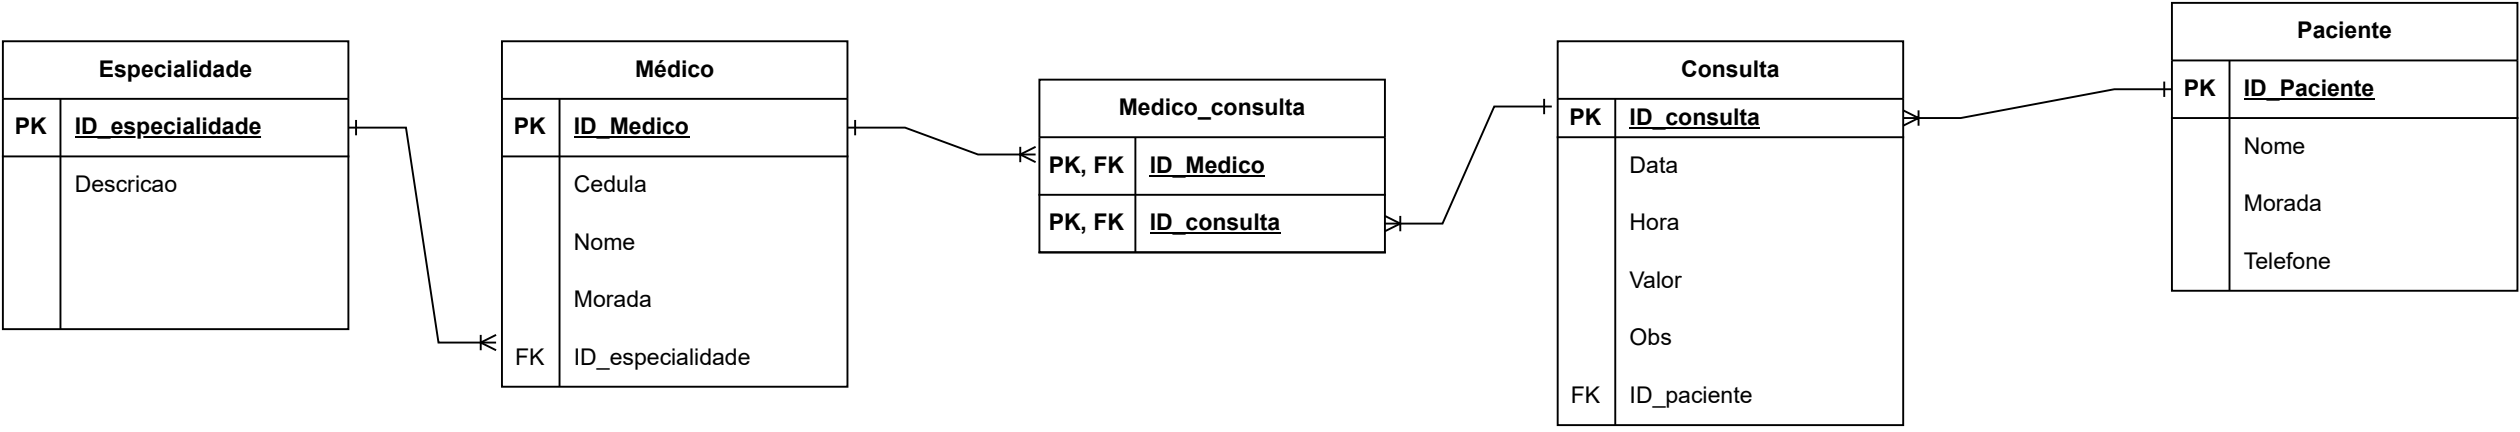 Especialidade
PK ID_especialidade
Descricao
Médico
PK ID_Medico
Cedula
Nome
Morada
FK ID_especialidade
Medico_consulta
PK, FK ID_Medico
PK, FK ID_consulta
Consulta
PK ID_consulta
Data
Hora
Valor
Obs
FK ID_paciente
Paciente
PK ID_Paciente
Nome
Morada
Telefone